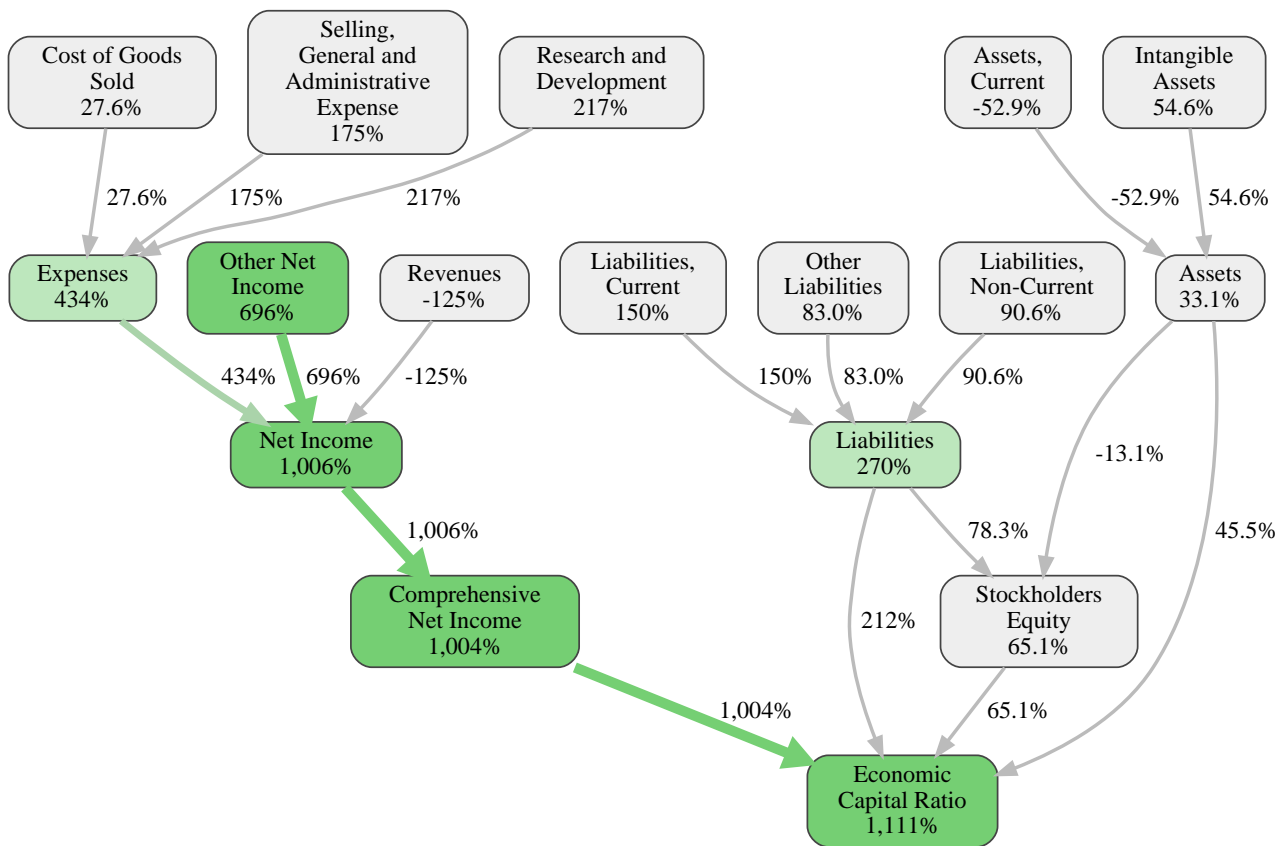 Cost of Goods
Sold
27.6%
Selling,
General and
Administrative
Expense
175%
Research and
Development
217%
Assets,
Current
-52.9%
Intangible
Assets
54.6%
27.6%
175%
217%
-52.9%
54.6%
Expenses
434%
Other Net
Income
696%
Revenues
-125%
Liabilities,
Current
150%
Other
Liabilities
83.0%
Liabilities,
Non-Current
90.6%
Assets
33.1%
434%
696%
-125%
150%
83.0%
90.6%
Net Income
1,006%
Liabilities
270%
-13.1%
1,006%
78.3%
45.5%
Comprehensive
Net Income
1,004%
Stockholders
Equity
65.1%
212%
1,004%
65.1%
Economic
Capital Ratio
1,111%